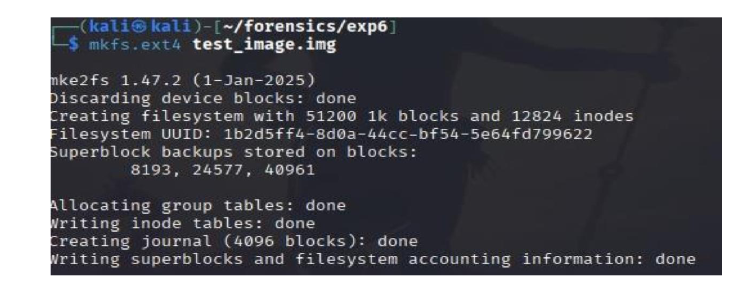 ┌──(kali㉿kali)-[~/forensics/exp6]
└─$ mkfs.ext4 test_image.img
mke2fs 1.47.2 (1-Jan-2025)
Discarding device blocks: done
Creating filesystem with 51200 1k blocks and 12824 inodes
Filesystem UUID: 1b2d5ff4-8d0a-44cc-bf54-5e64fd799622
Superblock backups stored on blocks:
8193, 24577, 40961
Allocating group tables: done
Writing inode tables: done
Creating journal (4096 blocks): done
Writing superblocks and filesystem accounting information: done